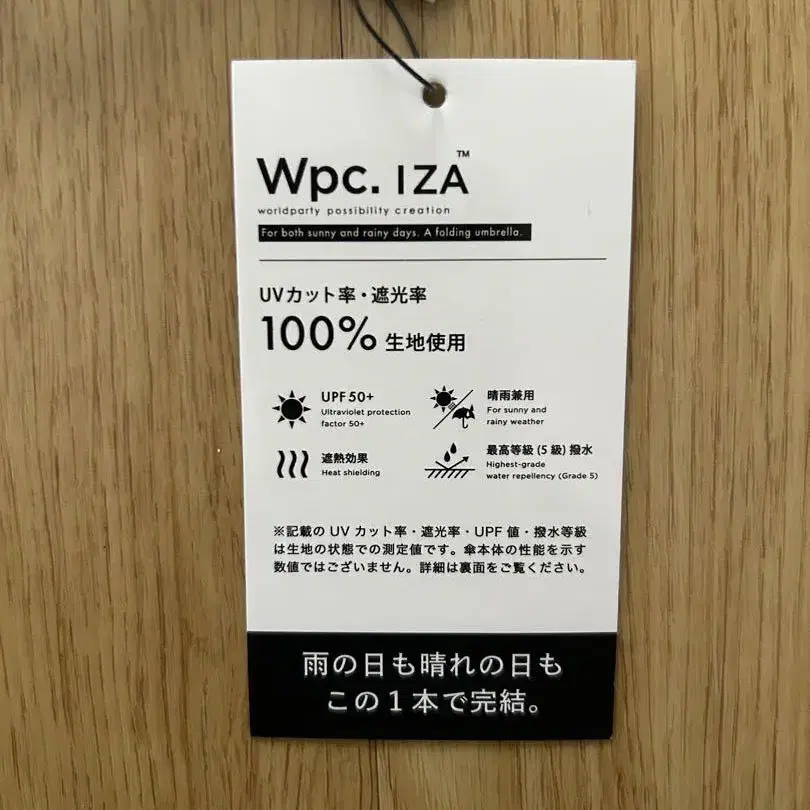 Wpc. IZA™
worldparty possibility creation
For both sunny and rainy days. A folding umbrella.
UVカット率・遮光率
100% 生地使用
UPF 50+
Ultraviolet protection
factor 50+
晴雨兼用
For sunny and
rainy weather
遮熱効果
Heat shielding
最高等級 (5 級) 撥水
Highest-grade
water repellency (Grade 5)
※記載の UV カット率・遮光率・UPF 値・撥水等級
は生地の状態での測定値です。傘本体の性能を示す
数値ではございません。詳細は裏面をご覧ください。
雨の日も晴れの日も
この1本で完結。